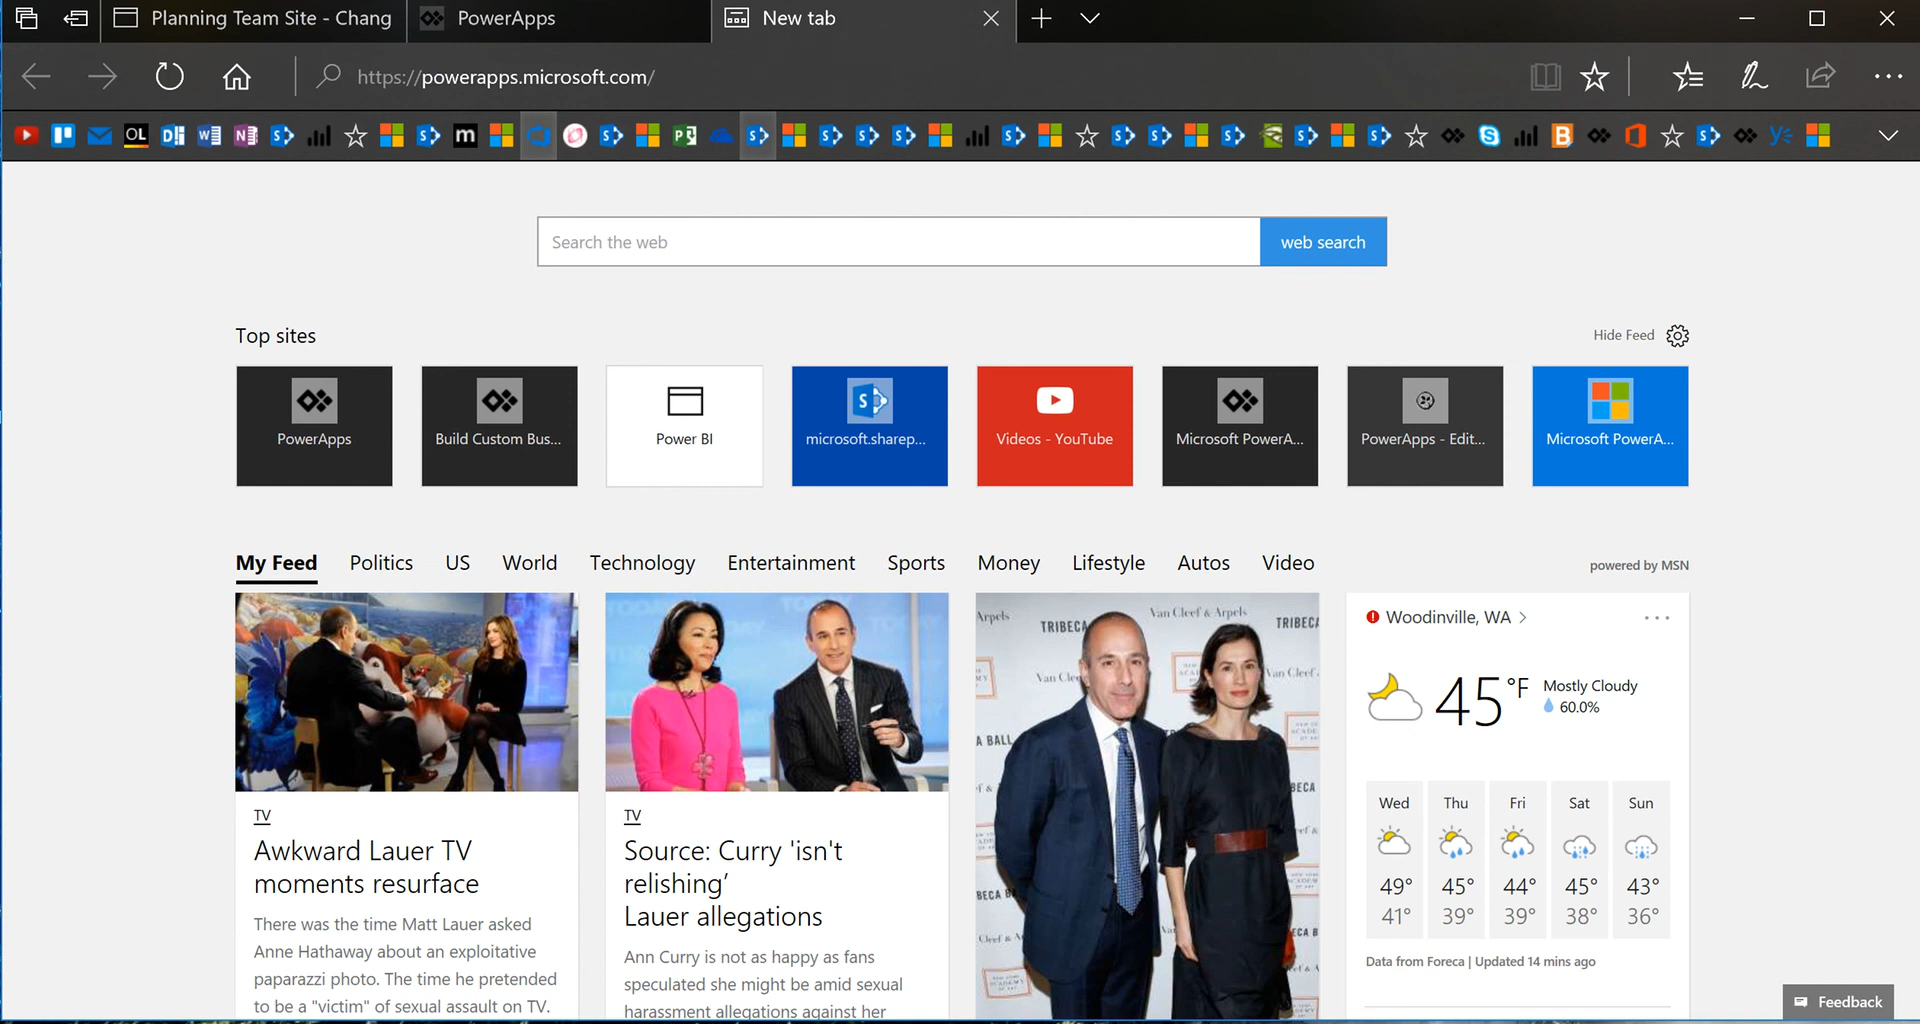 Planning Team Site - Chang
PowerApps
New tab
https://powerapps.microsoft.com/
OL
m
Search the web
web search
Top sites
Hide Feed
PowerApps
Build Custom Bus...
Power BI
microsoft.sharep...
Videos - YouTube
Microsoft PowerA...
PowerApps - Edit...
Microsoft PowerA...
My Feed
Politics
US
World
Technology
Entertainment
Sports
Money
Lifestyle
Autos
Video
powered by MSN
TV
Awkward Lauer TV
moments resurface
There was the time Matt Lauer asked
Anne Hathaway about an exploitative
paparazzi photo. The time he pretended
to be a "victim" of sexual assault on TV.
TV
Source: Curry 'isn't
relishing’
Lauer allegations
Ann Curry is not as happy as fans
speculated she might be amid sexual
harassment allegations against her
Van Cleef & Arpels
Arpels
TRIBECA
TRIBECA
Woodinville, WA
45 °F
Mostly Cloudy
60.0%
Wed Thu Fri Sat Sun
49° 45° 44° 45° 43°
41° 39° 39° 38° 36°
Data from Foreca | Updated 14 mins ago
Feedback